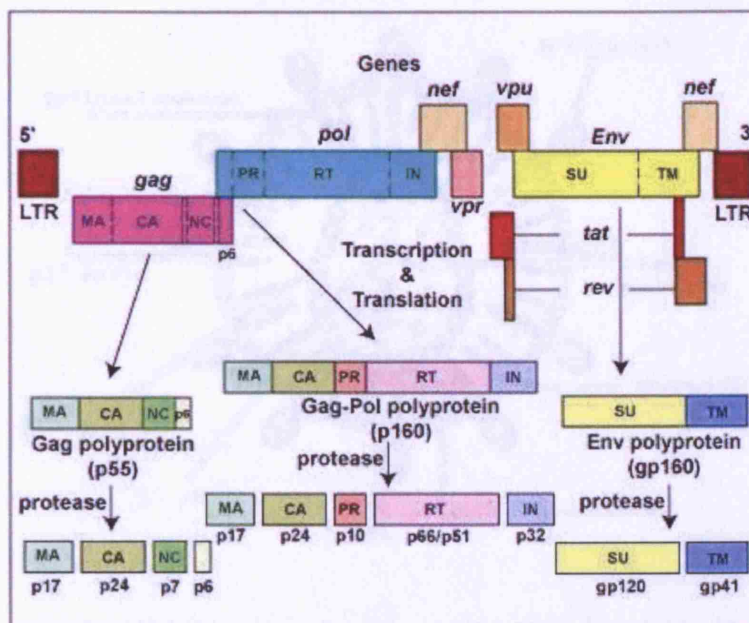 Genes
nef vpu nef
5' pol Env 3
gag
PR RT IN SU TM
LTR vpr LTR
MA CA NC
p6
Transcription
&
Translation
tat
rev
MA CA PR RT IN
Gag-Pol polyprotein
(p160)
MA CA NC p6
Gag polyprotein
(p55)
SU TM
Env polyprotein
(gp160)
protease
protease
protease
MA CA PR RT IN
p17 p24 p10 p66/p51 p32
MA CA NC
p17 p24 p7 p6
SU TM
gp120 gp41